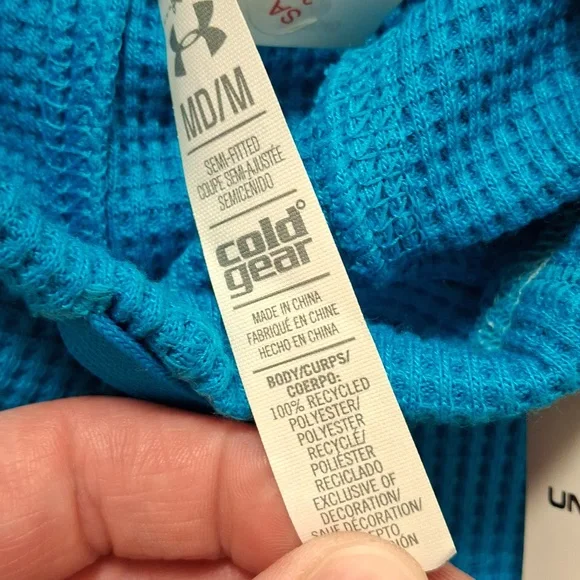 MD/M
SEMI-FITTED
COUPE SEMI-AJUSTÉE
SEMICENIDO
cold
gear
MADE IN CHINA
FABRIQUÉ EN CHINE
HECHO EN CHINA
BODY/CURPS/
COERPO:
100% RECYCLED
POLYESTER/
POLYESTER
RECYCLÉ/
POLIÉSTER
RECICLADO
EXCLUSIVE OF
DECORATION/
SAUF DÉCORATION/
UN